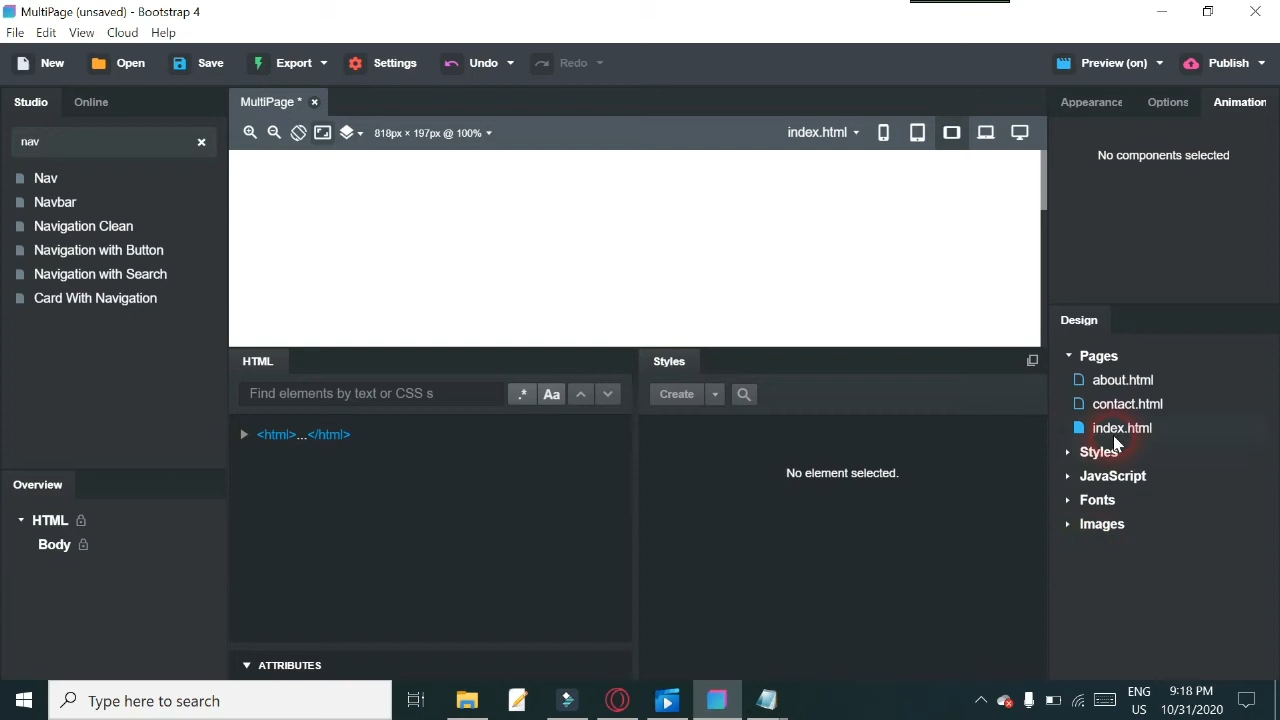 MultiPage (unsaved) - Bootstrap 4
File Edit View Cloud Help
New Open Save Export Settings Undo Redo Preview (on) Publish
Studio Online
MultiPage *
Appearance Options Animation
nav
818px × 197px @ 100%
index.html
No components selected
Nav
Navbar
Navigation Clean
Navigation with Button
Navigation with Search
Card With Navigation
Design
Pages
about.html
contact.html
index.html
Styles
JavaScript
Fonts
Images
HTML
Find elements by text or CSS s
.* Aa
<html>...</html>
ATTRIBUTES
Styles
Create
No element selected.
Overview
HTML
Body
Type here to search
ENG
US
9:18 PM
10/31/2020